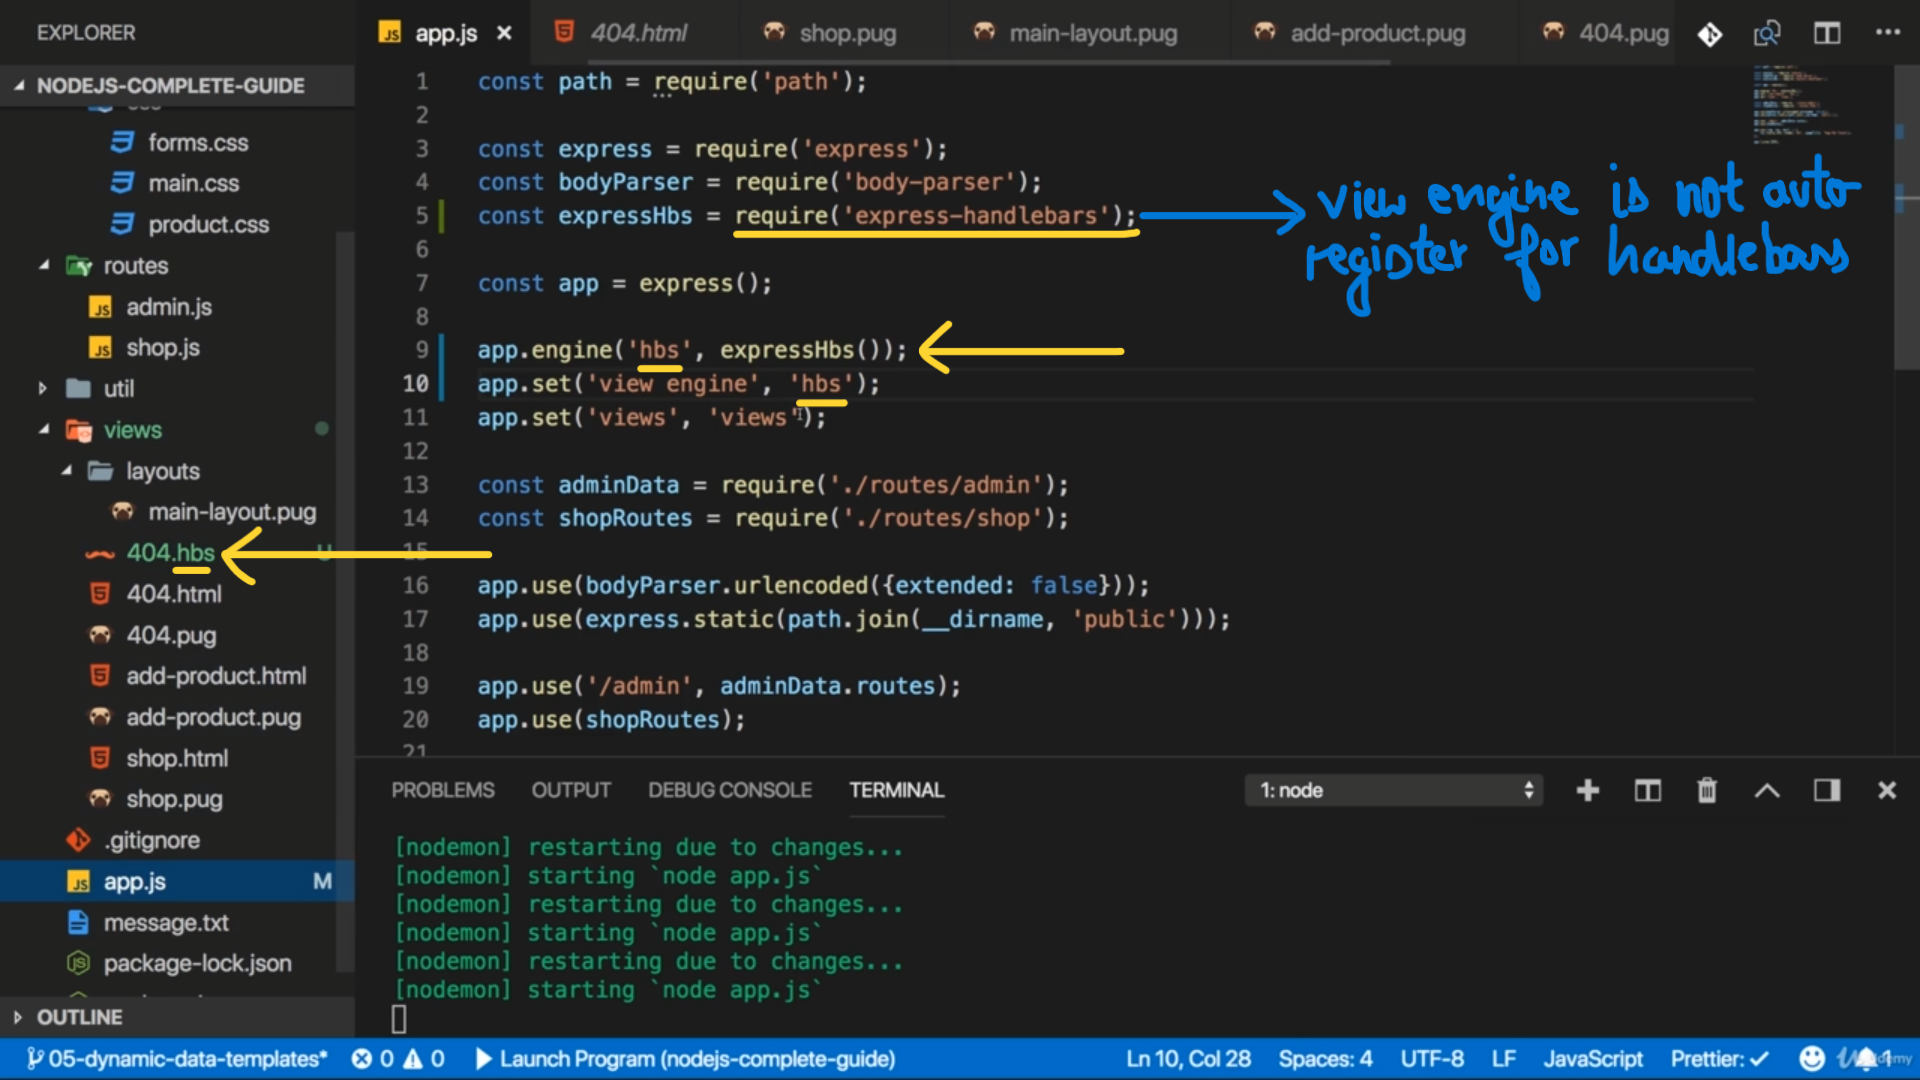 EXPLORER
app.js
404.html
shop.pug
main-layout.pug
add-product.pug
404.pug
NODEJS-COMPLETE-GUIDE
forms.css
main.css
product.css
routes
admin.js
shop.js
util
views
layouts
main-layout.pug
404.hbs U
404.html
404.pug
add-product.html
add-product.pug
shop.html
shop.pug
.gitignore
app.js M
message.txt
package-lock.json
OUTLINE
1 const path = require('path');
2
3 const express = require('express');
4 const bodyParser = require('body-parser');
5 const expressHbs = require('express-handlebars');
6
7 const app = express();
8
9 app.engine('hbs', expressHbs());
10 app.set('view engine', 'hbs');
11 app.set('views', 'views');
12
13 const adminData = require('./routes/admin');
14 const shopRoutes = require('./routes/shop');
15
16 app.use(bodyParser.urlencoded({extended: false}));
17 app.use(express.static(path.join(__dirname, 'public')));
18
19 app.use('/admin', adminData.routes);
20 app.use(shopRoutes);
21
view engine is not auto
register for handlebars
PROBLEMS OUTPUT DEBUG CONSOLE TERMINAL 1: node
[nodemon] restarting due to changes...
[nodemon] starting `node app.js`
[nodemon] restarting due to changes...
[nodemon] starting `node app.js`
[nodemon] restarting due to changes...
[nodemon] starting `node app.js`
05-dynamic-data-templates* 0 0 Launch Program (nodejs-complete-guide) Ln 10, Col 28 Spaces: 4 UTF-8 LF JavaScript Prettier: ✓ 1